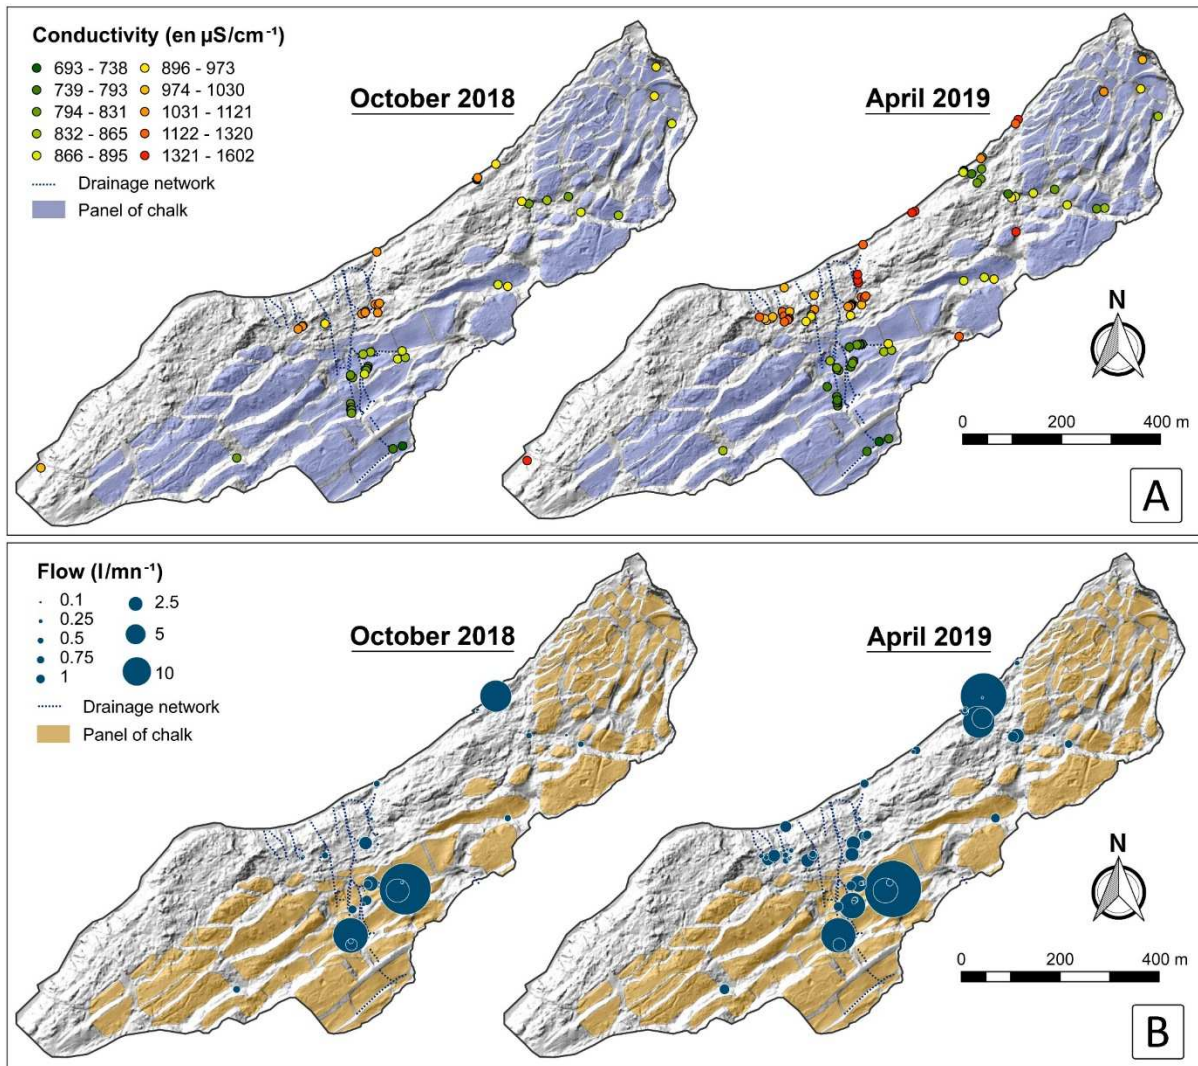 Conductivity (en µS/cm⁻¹)
693 - 738
896 - 973
739 - 793
974 - 1030
794 - 831
1031 - 1121
832 - 865
1122 - 1320
866 - 895
1321 - 1602
Drainage network
Panel of chalk
October 2018
April 2019
N
0 200 400 m
A
Flow (l/mn⁻¹)
0.1
0.25
0.5
0.75
1
2.5
5
10
Drainage network
Panel of chalk
October 2018
April 2019
N
0 200 400 m
B